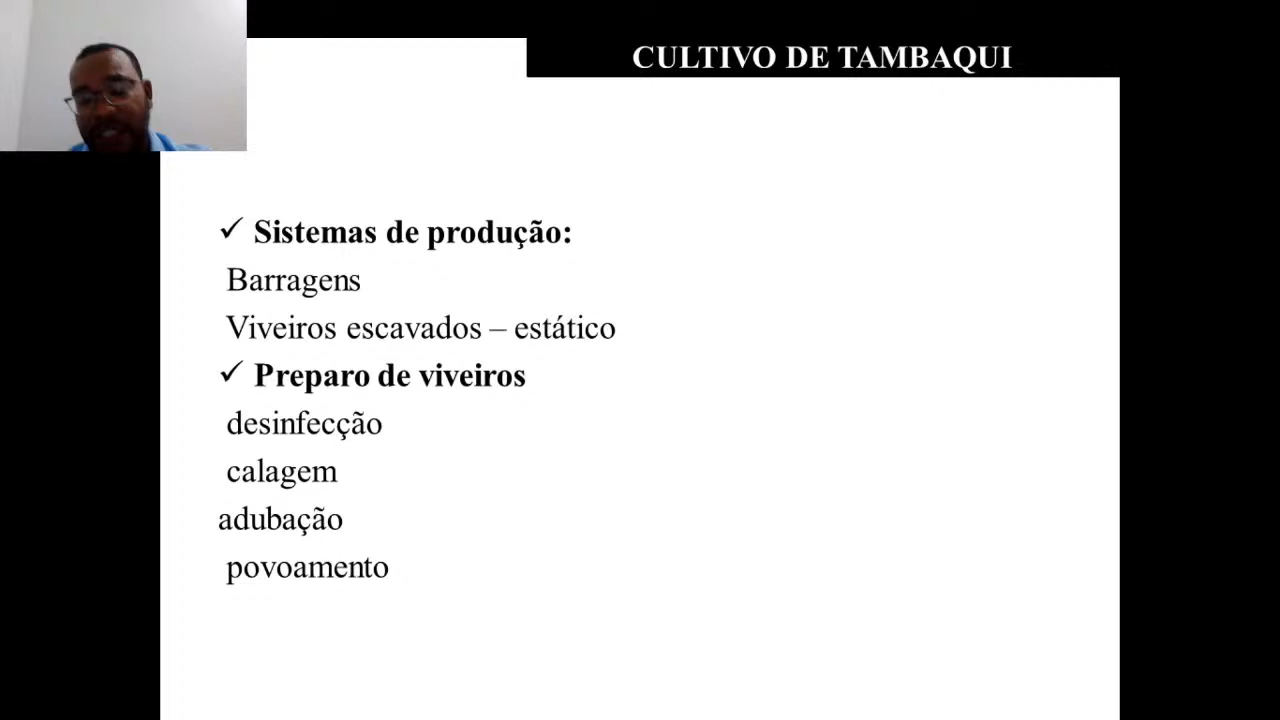 CULTIVO DE TAMBAQUI
✓ Sistemas de produção:
Barragens
Viveiros escavados – estático
✓ Preparo de viveiros
desinfecção
calagem
adubação
povoamento